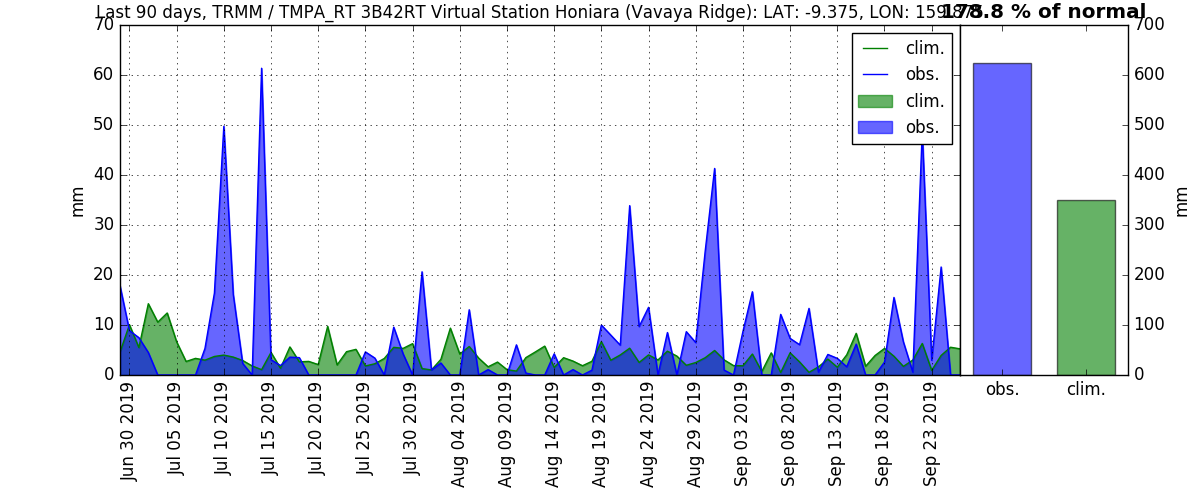 Last 90 days, TRMM / TMPA_RT 3B42RT Virtual Station Honiara (Vavaya Ridge): LAT: -9.375, LON: 159.875
178.8 % of normal
70
60
50
40
30
20
10
0
mm
clim.
obs.
clim.
obs.
Jun 30 2019
Jul 05 2019
Jul 10 2019
Jul 15 2019
Jul 20 2019
Jul 25 2019
Jul 30 2019
Aug 04 2019
Aug 09 2019
Aug 14 2019
Aug 19 2019
Aug 24 2019
Aug 29 2019
Sep 03 2019
Sep 08 2019
Sep 13 2019
Sep 18 2019
Sep 23 2019
700
600
500
400
300
200
100
0
mm
obs.
clim.